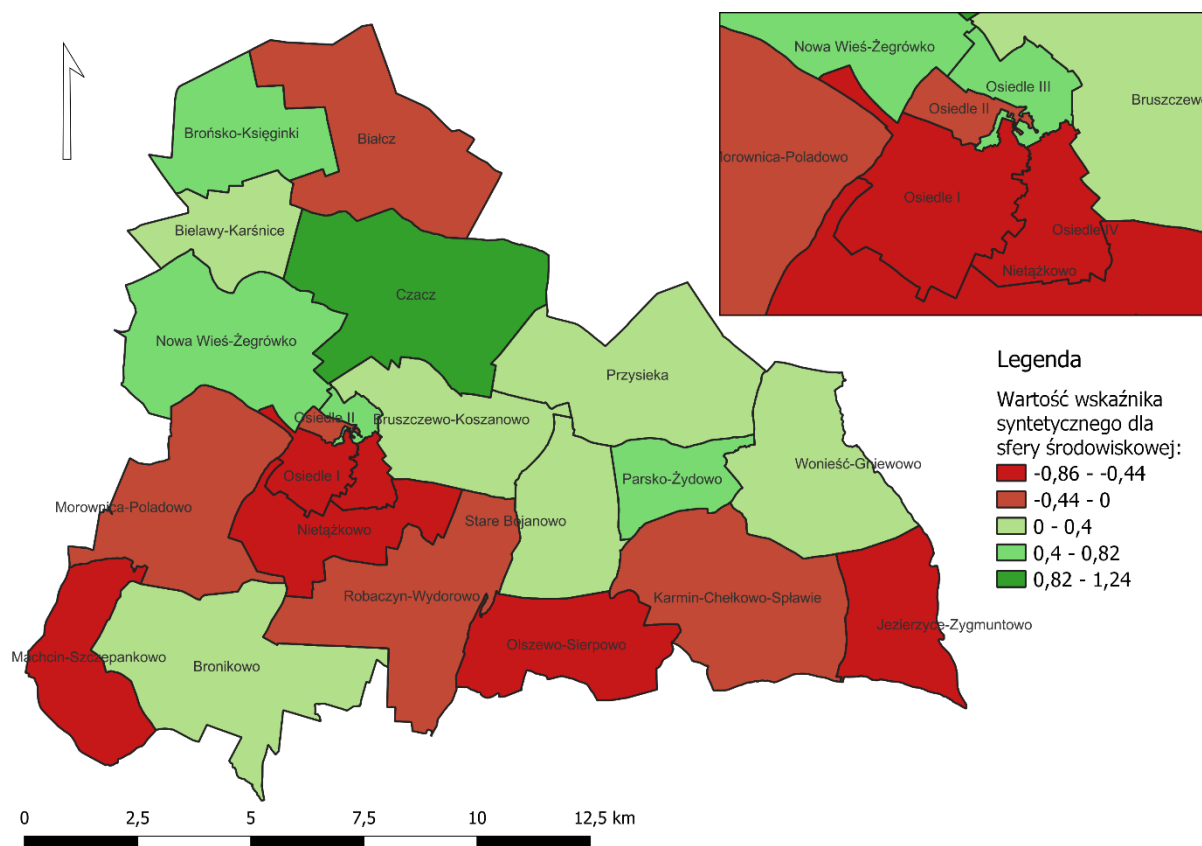 Brońsko-Księginki
Białcz
Bielawy-Karśnice
Czacz
Nowa Wieś-Żegrówko
Przysieka
Osiedle II
Bruszczewo-Koszanowo
Osiedle I
Parsko-Żydowo
Wonieść-Gniewowo
Morownica-Poladowo
Nietążkowo
Stare Bojanowo
Robaczyn-Wydorowo
Karmin-Chełkowo-Spławie
Jezierzyce-Zygmuntowo
Olszewo-Sierpowo
Machcin-Szczepankowo
Bronikowo
0
2,5
5
7,5
10
12,5 km
Nowa Wieś-Żegrówko
Osiedle III
Osiedle II
Bruszczewo
Morownica-Poladowo
Osiedle I
Osiedle IV
Nietążkowo
Legenda
Wartość wskaźnika
syntetycznego dla
sfery środowiskowej:
-0,86 - -0,44
-0,44 - 0
0 - 0,4
0,4 - 0,82
0,82 - 1,24